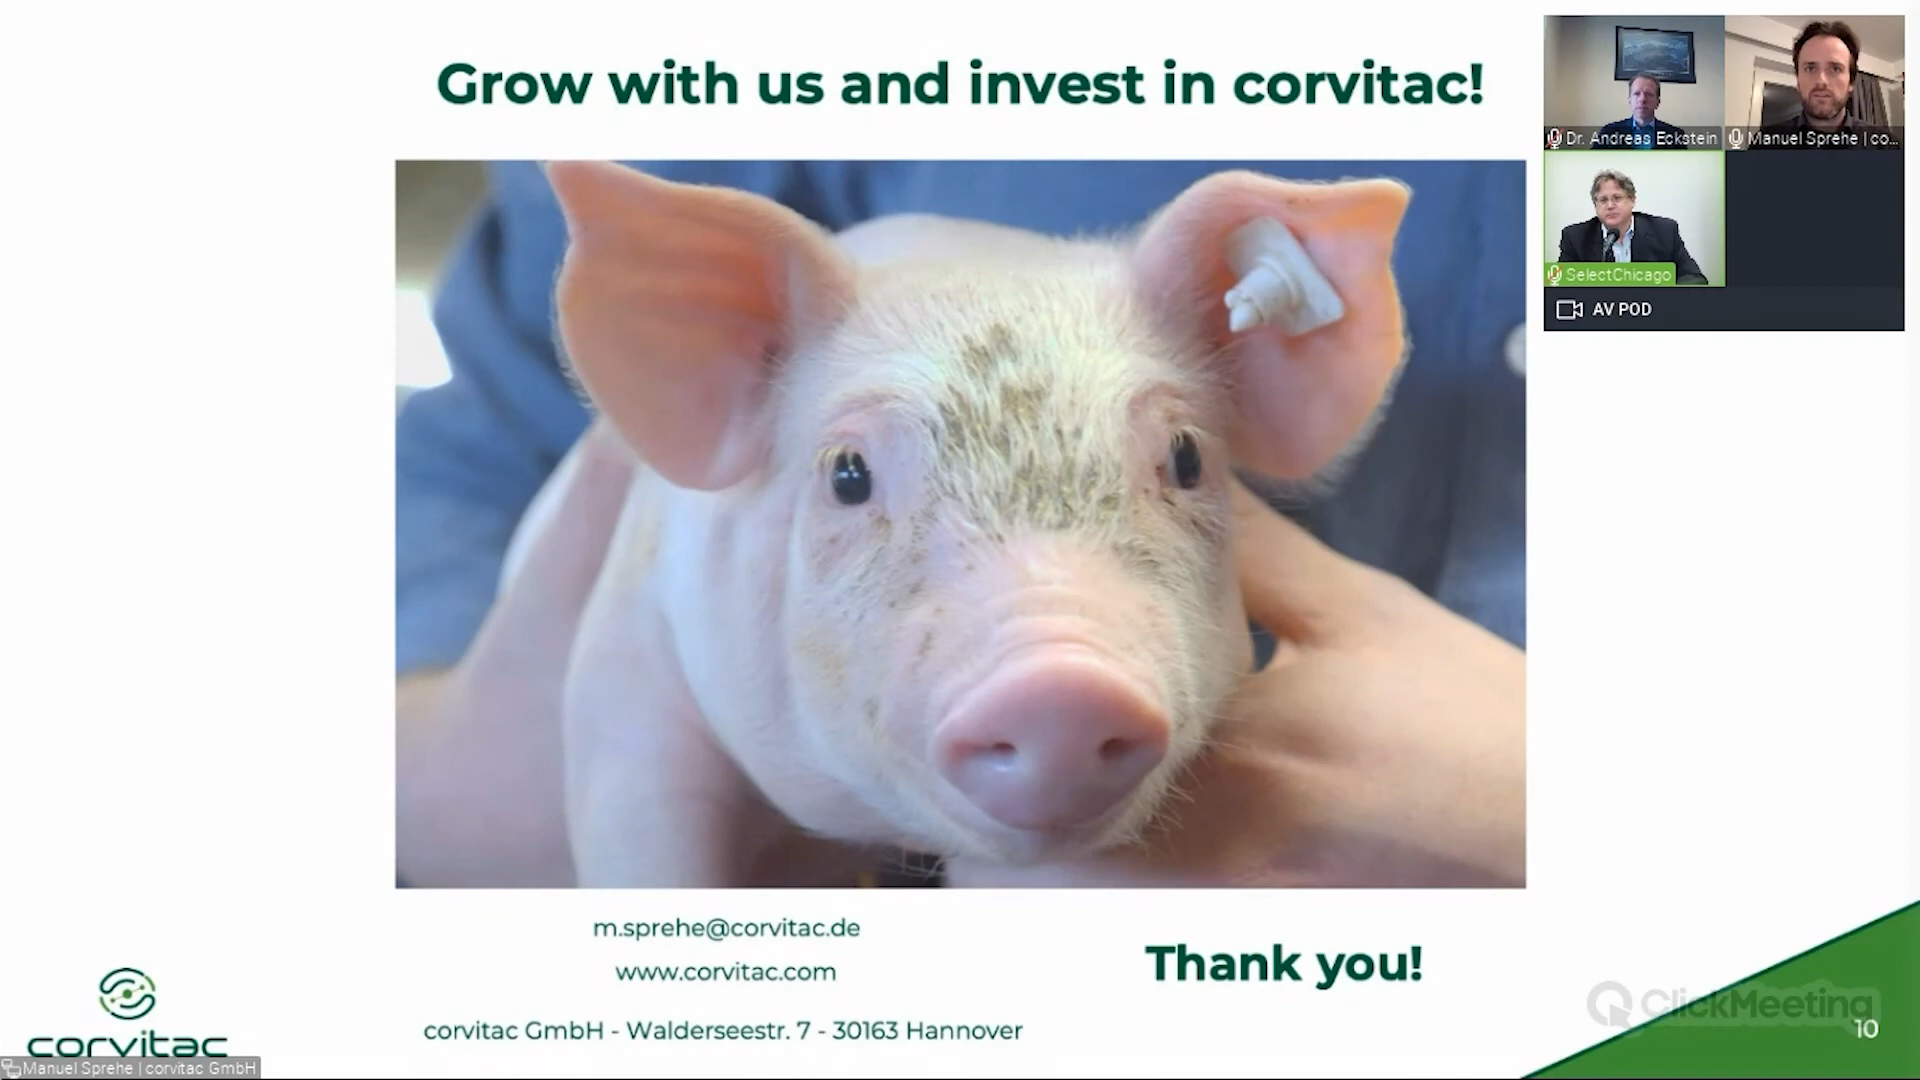 Grow with us and invest in corvitac!
Dr. Andreas Eckstein
Manuel Sprehe | co...
SelectChicago
AV POD
m.sprehe@corvitac.de
www.corvitac.com
Thank you!
corvitac GmbH - Walderseestr. 7 - 30163 Hannover
ClickMeeting
10
corvitac
Manuel Sprehe | corvitac GmbH